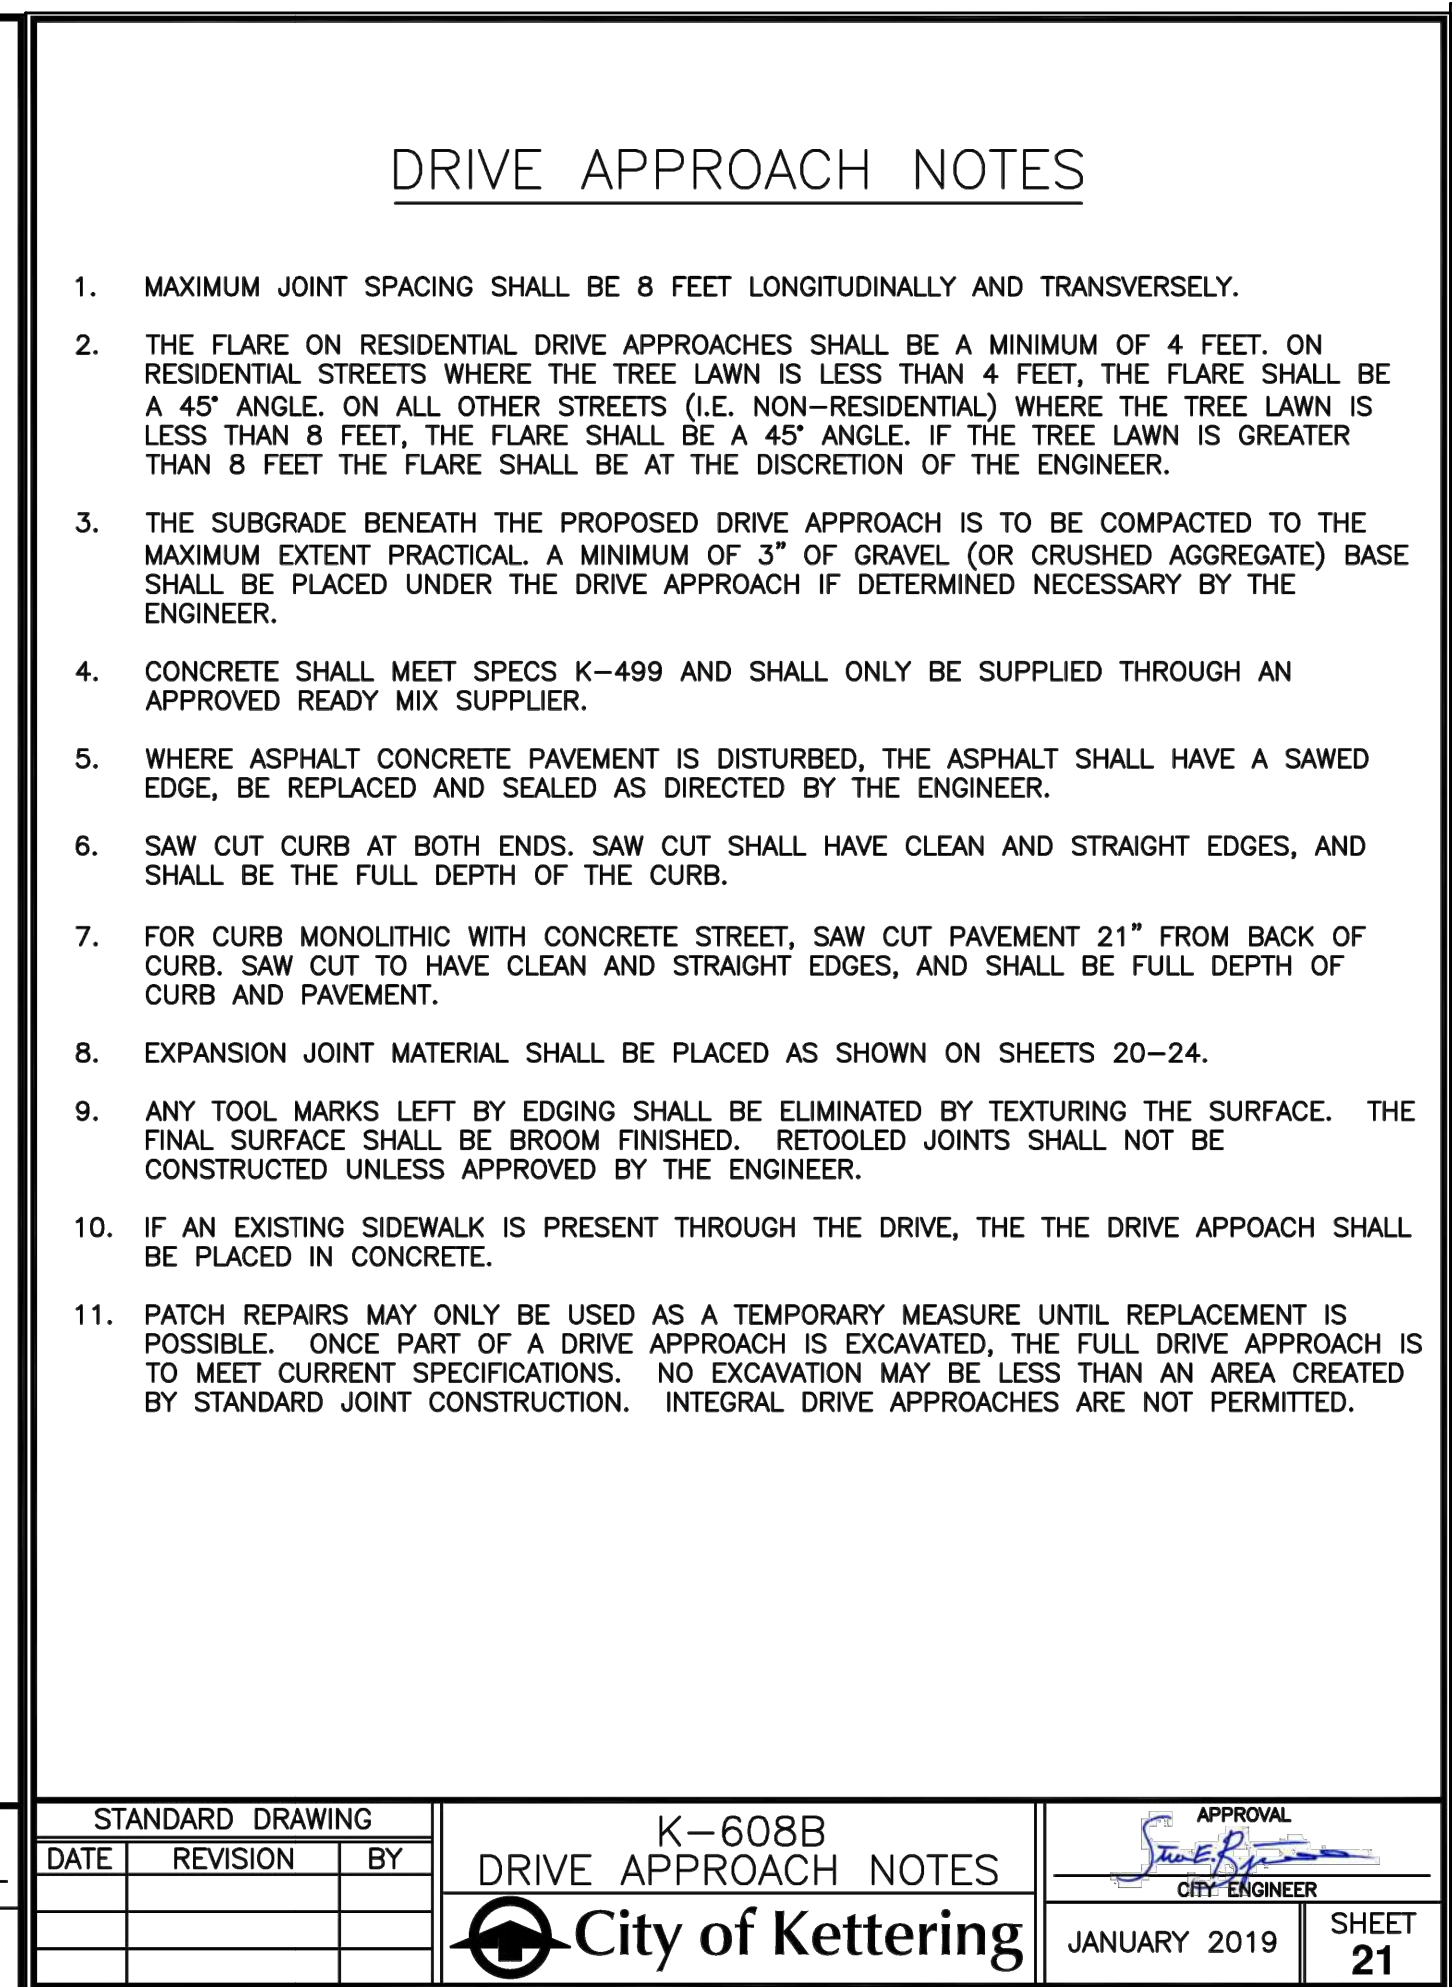 DRIVE APPROACH NOTES
1. MAXIMUM JOINT SPACING SHALL BE 8 FEET LONGITUDINALLY AND TRANSVERSELY.
2. THE FLARE ON RESIDENTIAL DRIVE APPROACHES SHALL BE A MINIMUM OF 4 FEET. ON
RESIDENTIAL STREETS WHERE THE TREE LAWN IS LESS THAN 4 FEET, THE FLARE SHALL BE
A 45° ANGLE. ON ALL OTHER STREETS (I.E. NON-RESIDENTIAL) WHERE THE TREE LAWN IS
LESS THAN 8 FEET, THE FLARE SHALL BE A 45° ANGLE. IF THE TREE LAWN IS GREATER
THAN 8 FEET THE FLARE SHALL BE AT THE DISCRETION OF THE ENGINEER.
3. THE SUBGRADE BENEATH THE PROPOSED DRIVE APPROACH IS TO BE COMPACTED TO THE
MAXIMUM EXTENT PRACTICAL. A MINIMUM OF 3" OF GRAVEL (OR CRUSHED AGGREGATE) BASE
SHALL BE PLACED UNDER THE DRIVE APPROACH IF DETERMINED NECESSARY BY THE
ENGINEER.
4. CONCRETE SHALL MEET SPECS K-499 AND SHALL ONLY BE SUPPLIED THROUGH AN
APPROVED READY MIX SUPPLIER.
5. WHERE ASPHALT CONCRETE PAVEMENT IS DISTURBED, THE ASPHALT SHALL HAVE A SAWED
EDGE, BE REPLACED AND SEALED AS DIRECTED BY THE ENGINEER.
6. SAW CUT CURB AT BOTH ENDS. SAW CUT SHALL HAVE CLEAN AND STRAIGHT EDGES, AND
SHALL BE THE FULL DEPTH OF THE CURB.
7. FOR CURB MONOLITHIC WITH CONCRETE STREET, SAW CUT PAVEMENT 21" FROM BACK OF
CURB. SAW CUT TO HAVE CLEAN AND STRAIGHT EDGES, AND SHALL BE FULL DEPTH OF
CURB AND PAVEMENT.
8. EXPANSION JOINT MATERIAL SHALL BE PLACED AS SHOWN ON SHEETS 20-24.
9. ANY TOOL MARKS LEFT BY EDGING SHALL BE ELIMINATED BY TEXTURING THE SURFACE. THE
FINAL SURFACE SHALL BE BROOM FINISHED. RETOOLED JOINTS SHALL NOT BE
CONSTRUCTED UNLESS APPROVED BY THE ENGINEER.
10. IF AN EXISTING SIDEWALK IS PRESENT THROUGH THE DRIVE, THE THE DRIVE APPOACH SHALL
BE PLACED IN CONCRETE.
11. PATCH REPAIRS MAY ONLY BE USED AS A TEMPORARY MEASURE UNTIL REPLACEMENT IS
POSSIBLE. ONCE PART OF A DRIVE APPROACH IS EXCAVATED, THE FULL DRIVE APPROACH IS
TO MEET CURRENT SPECIFICATIONS. NO EXCAVATION MAY BE LESS THAN AN AREA CREATED
BY STANDARD JOINT CONSTRUCTION. INTEGRAL DRIVE APPROACHES ARE NOT PERMITTED.
STANDARD DRAWING
DATE REVISION BY
K-608B
DRIVE APPROACH NOTES
City of Kettering
APPROVAL
CITY ENGINEER
JANUARY 2019
SHEET
21